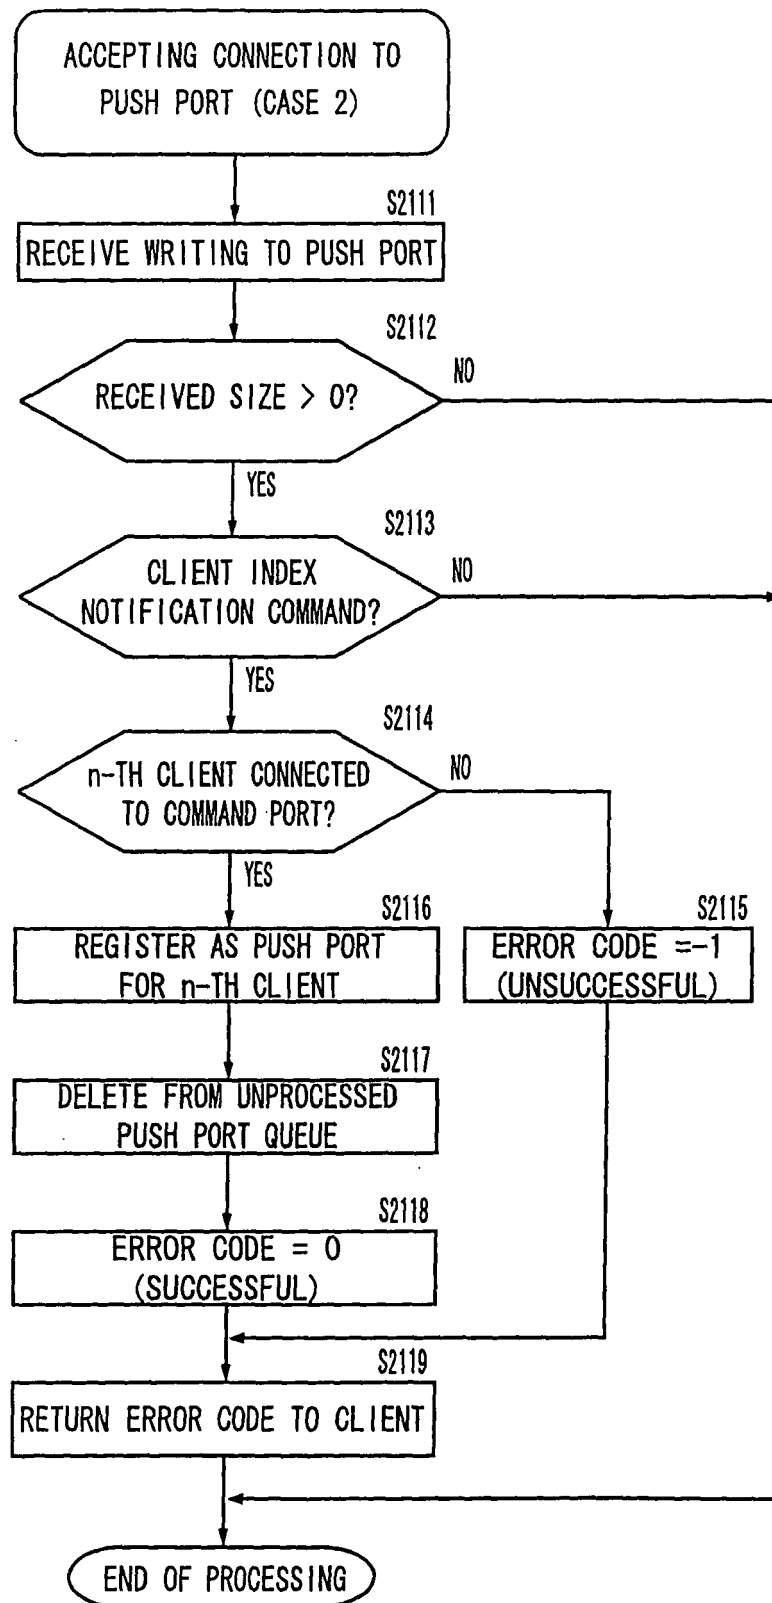 ACCEPTING CONNECTION TO
PUSH PORT (CASE 2)
S2111
RECEIVE WRITING TO PUSH PORT
S2112
RECEIVED SIZE > 0?
NO
YES
S2113
CLIENT INDEX
NOTIFICATION COMMAND?
NO
YES
S2114
n-TH CLIENT CONNECTED
TO COMMAND PORT?
NO
YES
S2116
REGISTER AS PUSH PORT
FOR n-TH CLIENT
S2115
ERROR CODE =-1
(UNSUCCESSFUL)
S2117
DELETE FROM UNPROCESSED
PUSH PORT QUEUE
S2118
ERROR CODE = 0
(SUCCESSFUL)
S2119
RETURN ERROR CODE TO CLIENT
END OF PROCESSING